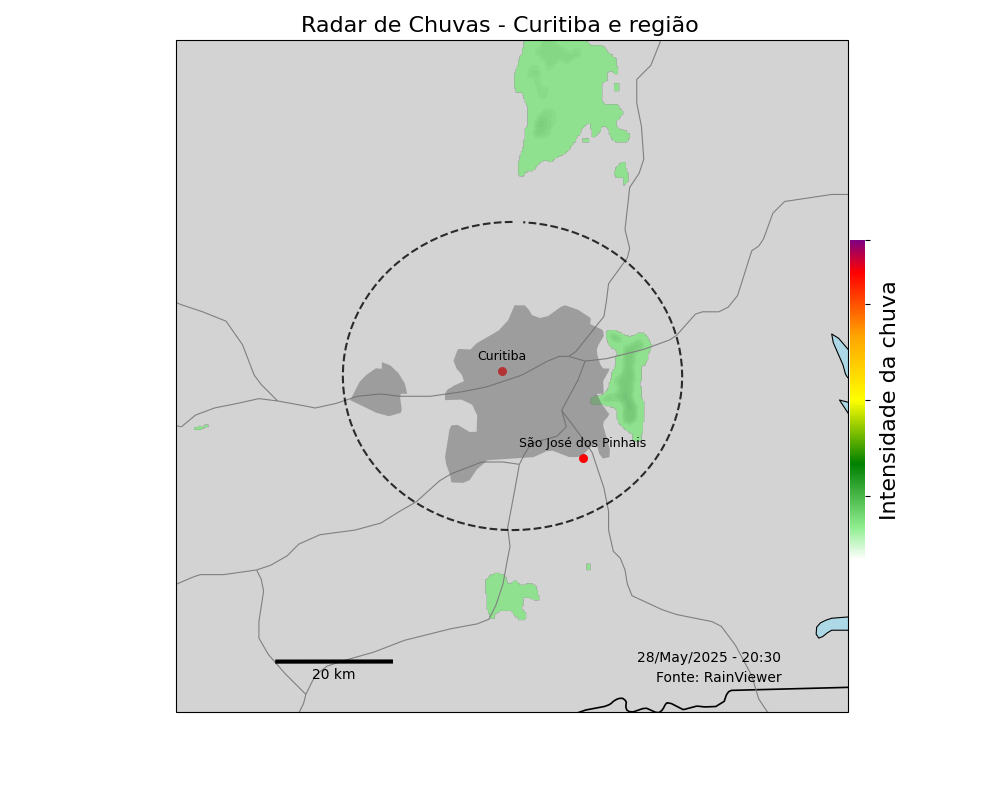 Radar de Chuvas - Curitiba e região
Curitiba
São José dos Pinhais
Intensidade da chuva
28/May/2025 - 20:30
20 km
Fonte: RainViewer